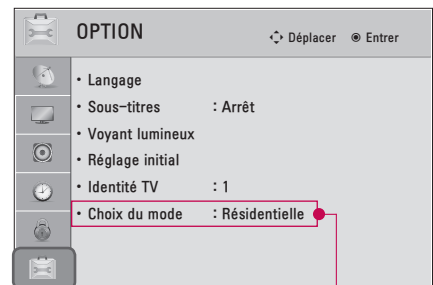 OPTION
Déplacer Entrer
• Langage
• Sous-titres : Arrêt
• Voyant lumineux
• Réglage initial
• Identité TV : 1
• Choix du mode : Résidentielle